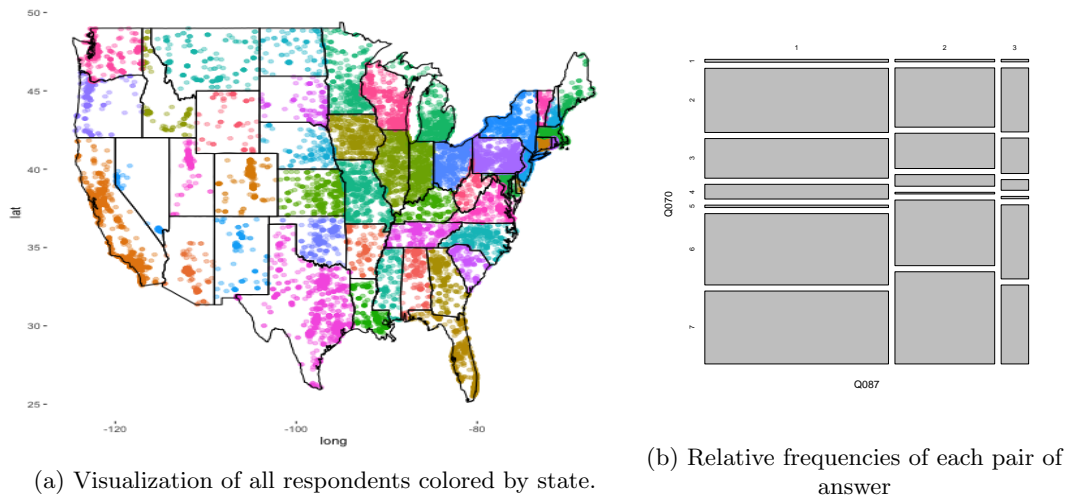 50
45
40
35
30
25
lat
-120
-100
-80
long
(a) Visualization of all respondents colored by state.
1
2
3
1
2
3
4
5
6
7
Q070
Q087
(b) Relative frequencies of each pair of
answer